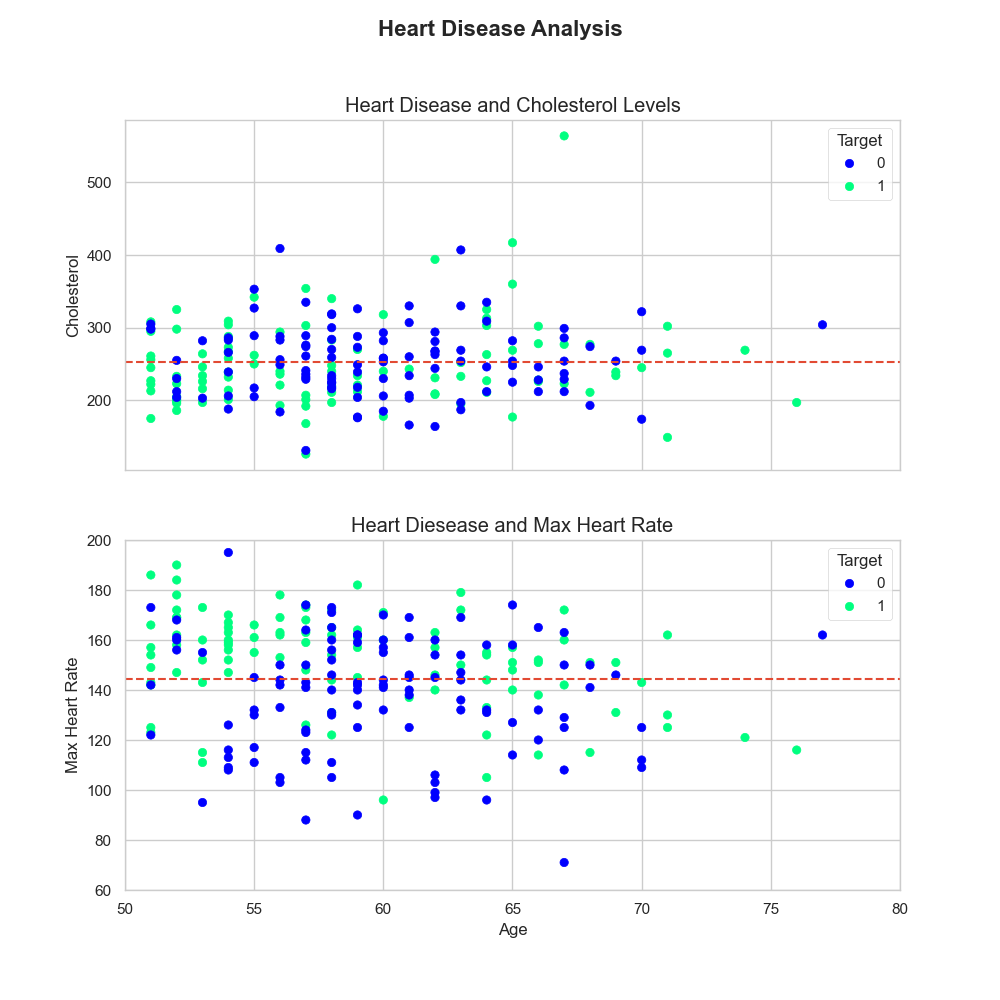 Heart Disease Analysis
Heart Disease and Cholesterol Levels
Target
0
1
500
400
300
200
Cholesterol
Heart Diesease and Max Heart Rate
Target
0
1
200
180
160
140
120
100
80
60
Max Heart Rate
50 55 60 65 70 75 80
Age